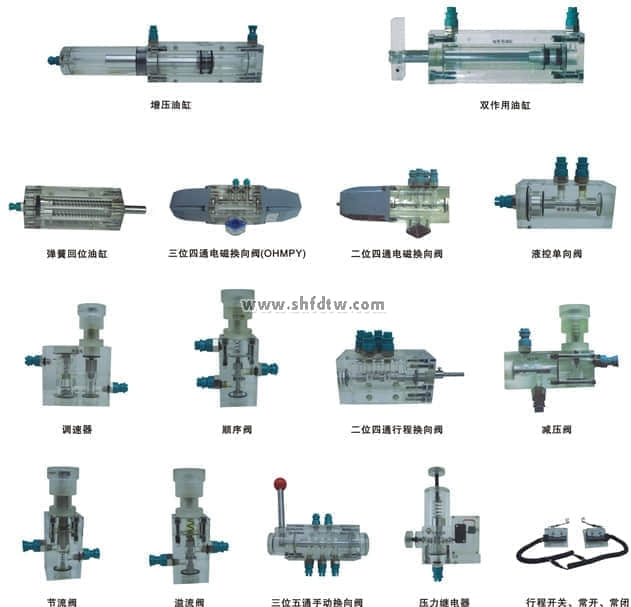 增压油缸
双作用油缸
弹簧回位油缸
三位四通电磁换向阀(OHMPY)
二位四通电磁换向阀
液控单向阀
www.shfdtw.com
调速器
顺序阀
二位四通行程换向阀
减压阀
节流阀
溢流阀
三位五通手动换向阀
压力继电器
行程开关、常开、常闭